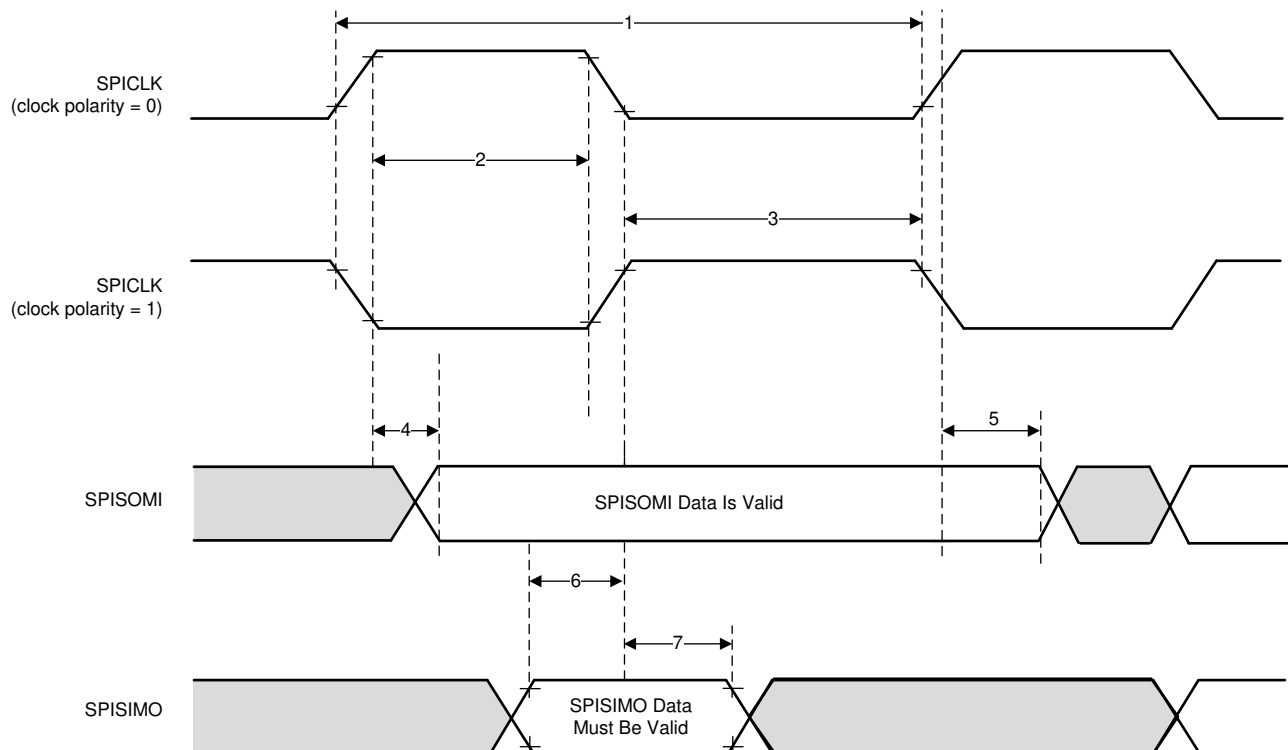 1
SPICLK
(clock polarity = 0)
2
3
SPICLK
(clock polarity = 1)
4
5
SPISOMI
SPISOMI Data Is Valid
6
7
SPISIMO
SPISIMO Data
Must Be Valid